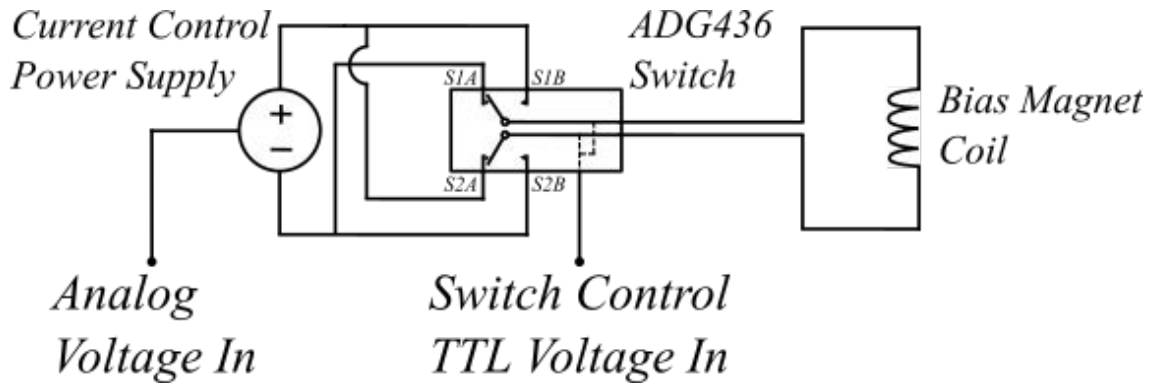 Current Control
Power Supply
ADG436
Switch
S1A
S1B
+
−
Bias Magnet
Coil
S2A
S2B
Analog
Voltage In
Switch Control
TTL Voltage In